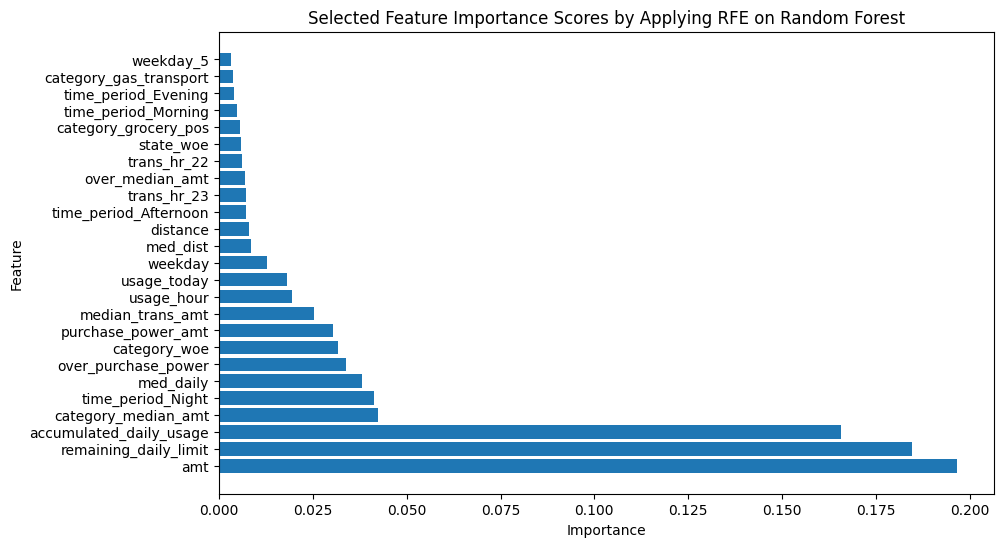 Selected Feature Importance Scores by Applying RFE on Random Forest
Feature
weekday_5
category_gas_transport
time_period_Evening
time_period_Morning
category_grocery_pos
state_woe
trans_hr_22
over_median_amt
trans_hr_23
time_period_Afternoon
distance
med_dist
weekday
usage_today
usage_hour
median_trans_amt
purchase_power_amt
category_woe
over_purchase_power
med_daily
time_period_Night
category_median_amt
accumulated_daily_usage
remaining_daily_limit
amt
0.000 0.025 0.050 0.075 0.100 0.125 0.150 0.175 0.200
Importance